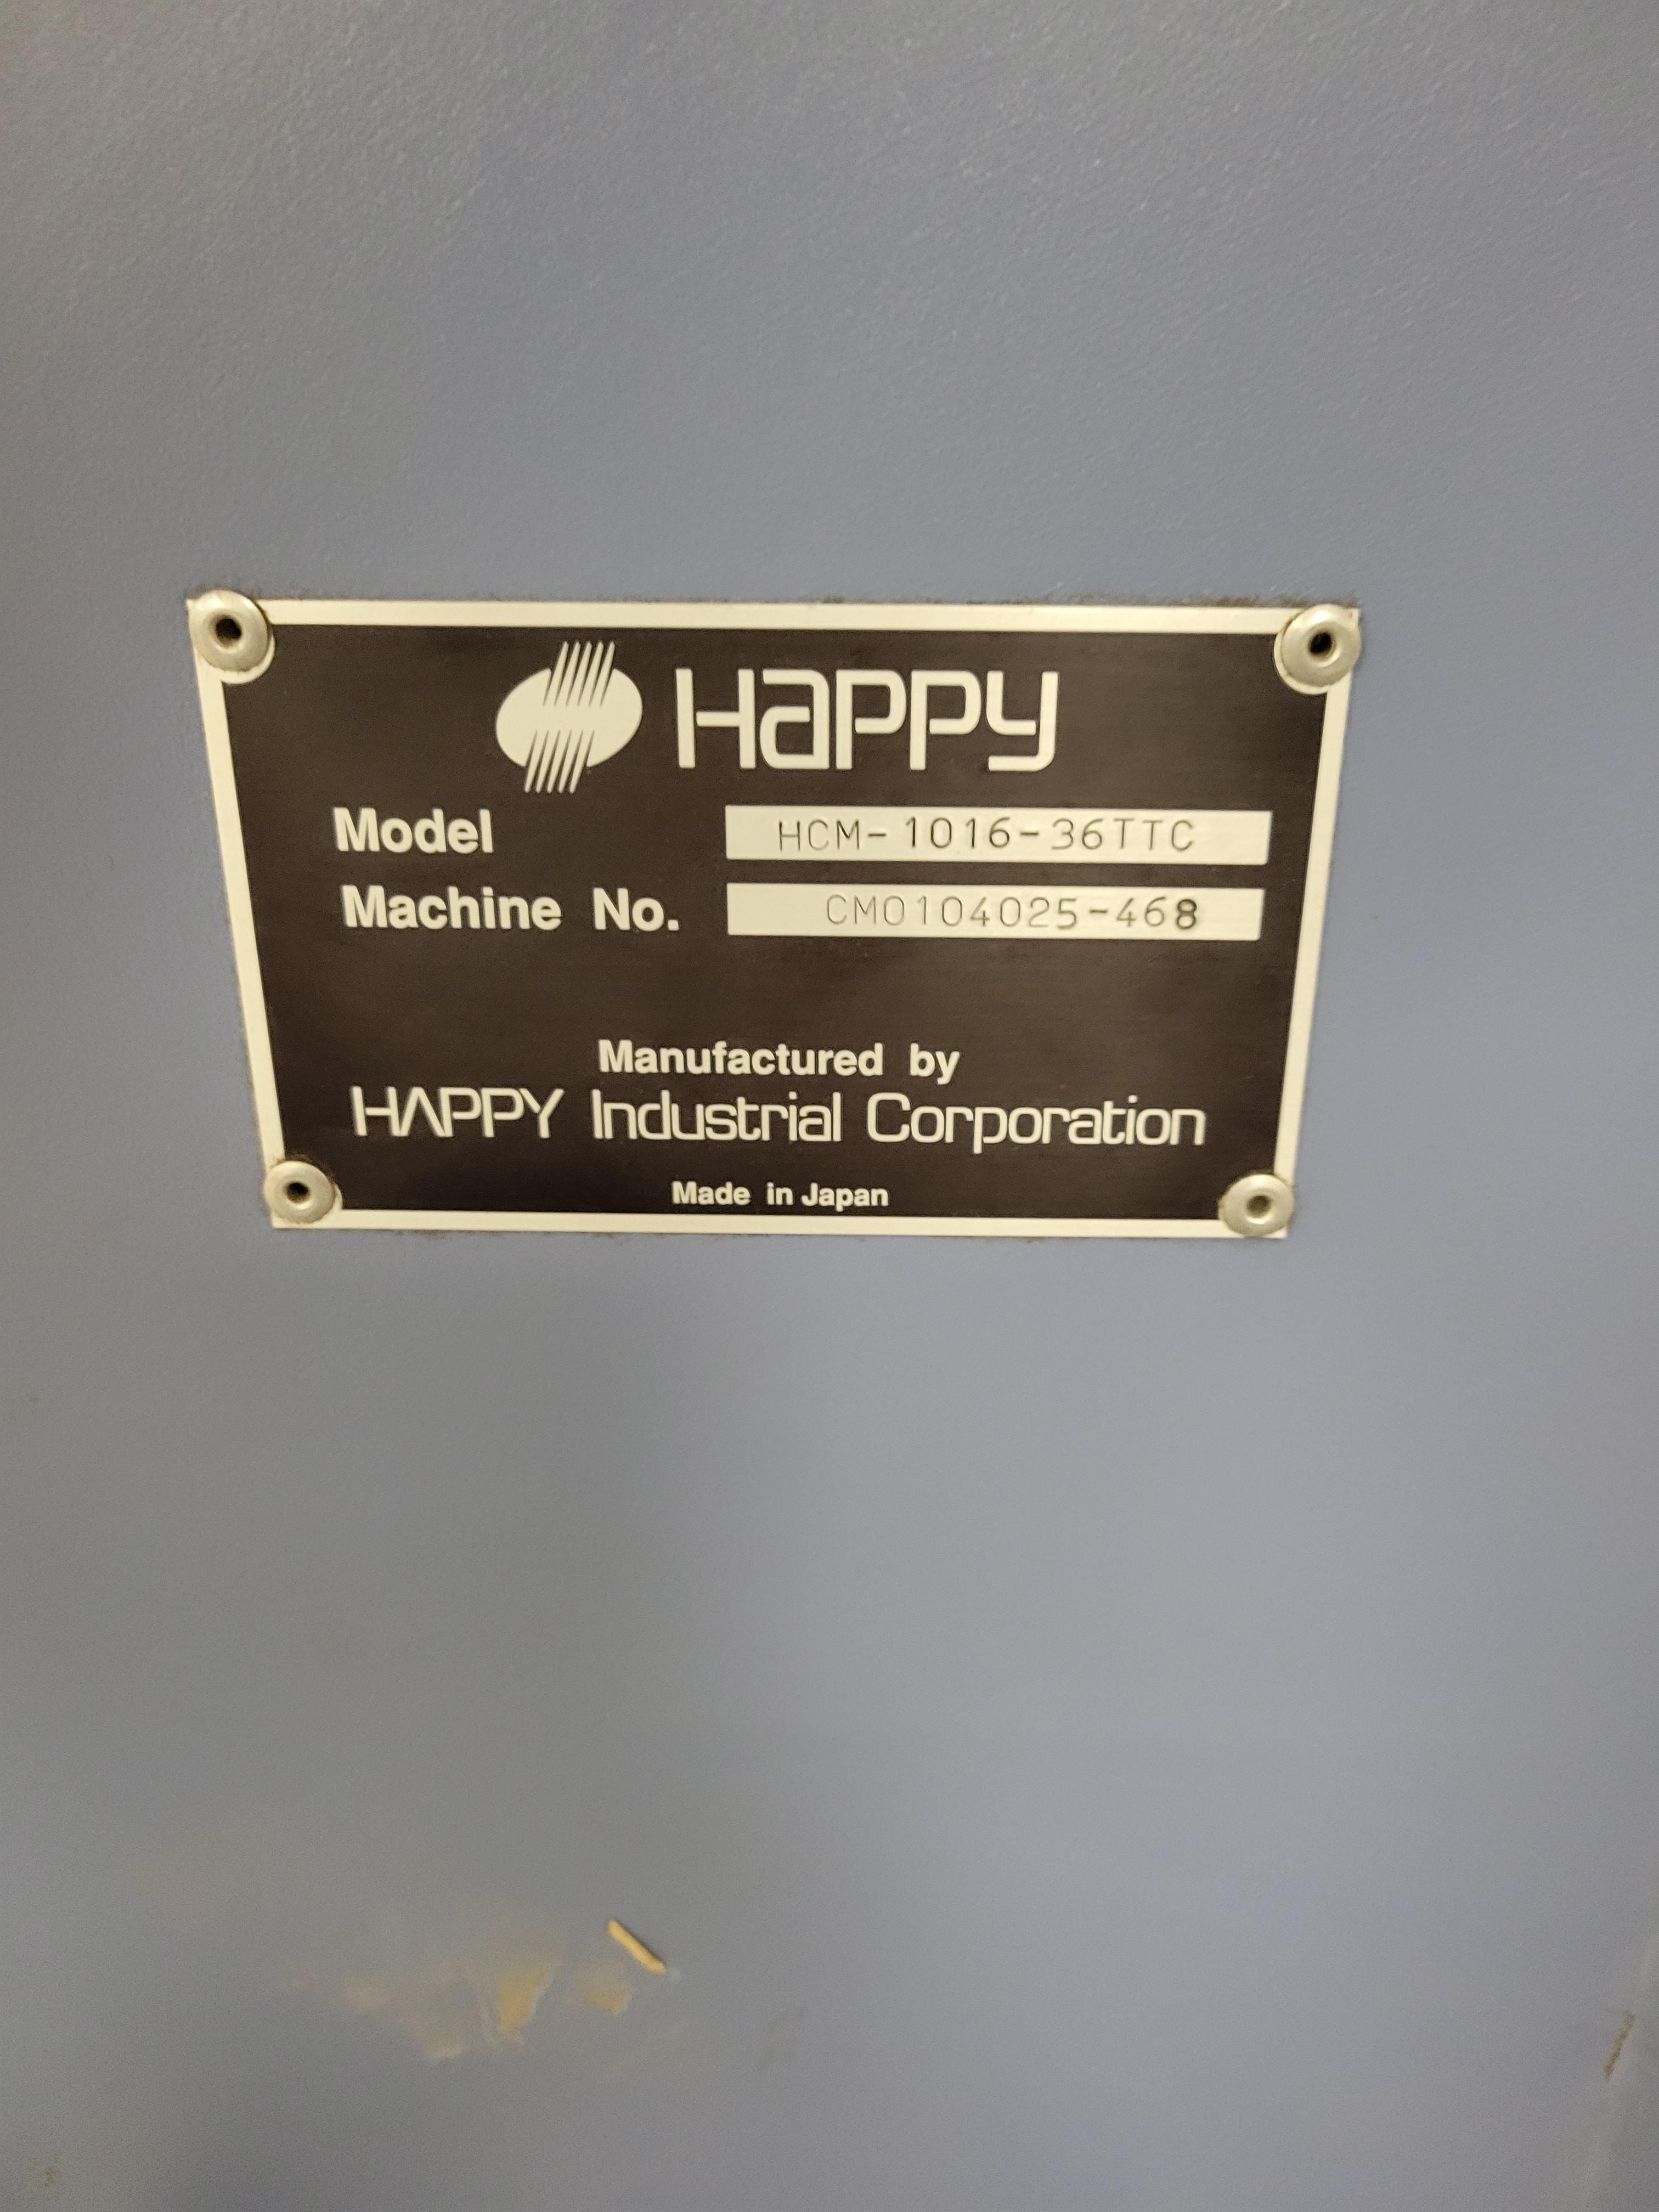 Happy
Model HCM-1016-36TTC
Machine No. CM0104025-468
Manufactured by
HAPPY Industrial Corporation
Made in Japan